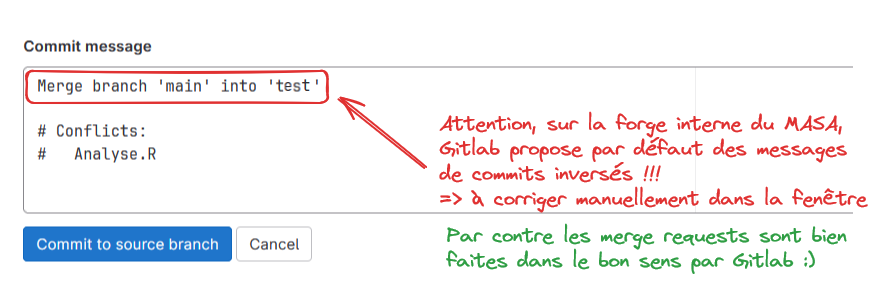 Commit message
Merge branch 'main' into 'test'
# Conflicts:
#   Analyse.R
Attention, sur la forge interne du MASA,
Gitlab propose par défaut des messages
de commits inversés !!!
=> à corriger manuellement dans la fenêtre
Commit to source branch
Cancel
Par contre les merge requests sont bien
faites dans le bon sens par Gitlab :)